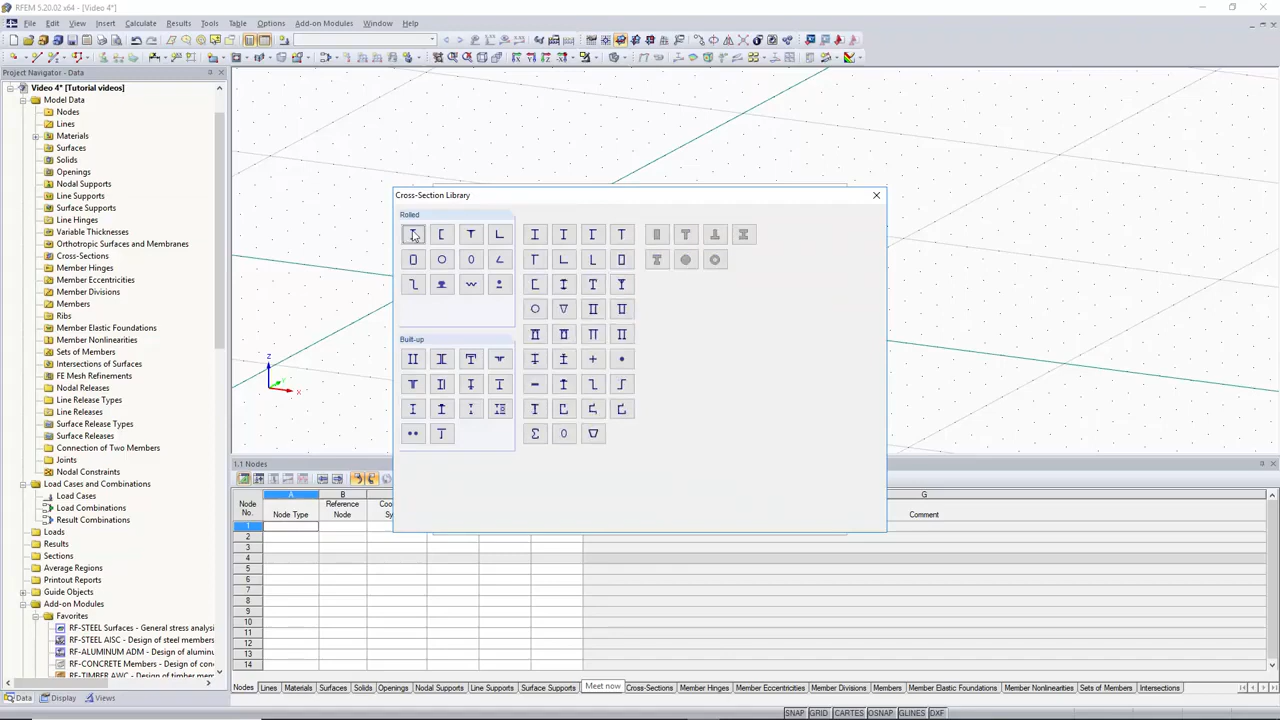 RFEM 5.20.02 x64 - [Video 4*]
File Edit View Insert Calculate Results Tools Table Options Add-on Modules Window Help
Project Navigator - Data
Video 4* [Tutorial videos]
Model Data
Nodes
Lines
Materials
Surfaces
Solids
Openings
Nodal Supports
Line Supports
Surface Supports
Line Hinges
Variable Thicknesses
Orthotropic Surfaces and Membranes
Cross-Sections
Member Hinges
Member Eccentricities
Member Divisions
Members
Ribs
Member Elastic Foundations
Member Nonlinearities
Sets of Members
Intersections of Surfaces
FE Mesh Refinements
Nodal Releases
Line Release Types
Line Releases
Surface Release Types
Surface Releases
Connection of Two Members
Joints
Nodal Constraints
Load Cases and Combinations
Load Cases
Load Combinations
Result Combinations
Loads
Results
Sections
Average Regions
Printout Reports
Guide Objects
Add-on Modules
Favorites
RF-STEEL Surfaces - General stress analysi
RF-STEEL AISC - Design of steel members
RF-ALUMINUM ADM - Design of aluminu
RF-CONCRETE Members - Design of conc
RF-TIMBER AWC - Design of timber mem
Data Display Views
Z
Y
X
Cross-Section Library
Rolled
Built-up
1.1 Nodes
A B G
Node No. Node Type Reference Node Coo Sy Comment
1
2
3
4
5
6
7
8
9
10
11
12
13
14
Nodes Lines Materials Surfaces Solids Openings Nodal Supports Line Supports Surface Supports Meet now Cross-Sections Member Hinges Member Eccentricities Member Divisions Members Member Elastic Foundations Member Nonlinearities Sets of Members Intersections
SNAP GRID CARTES OSNAP GLINES DXF